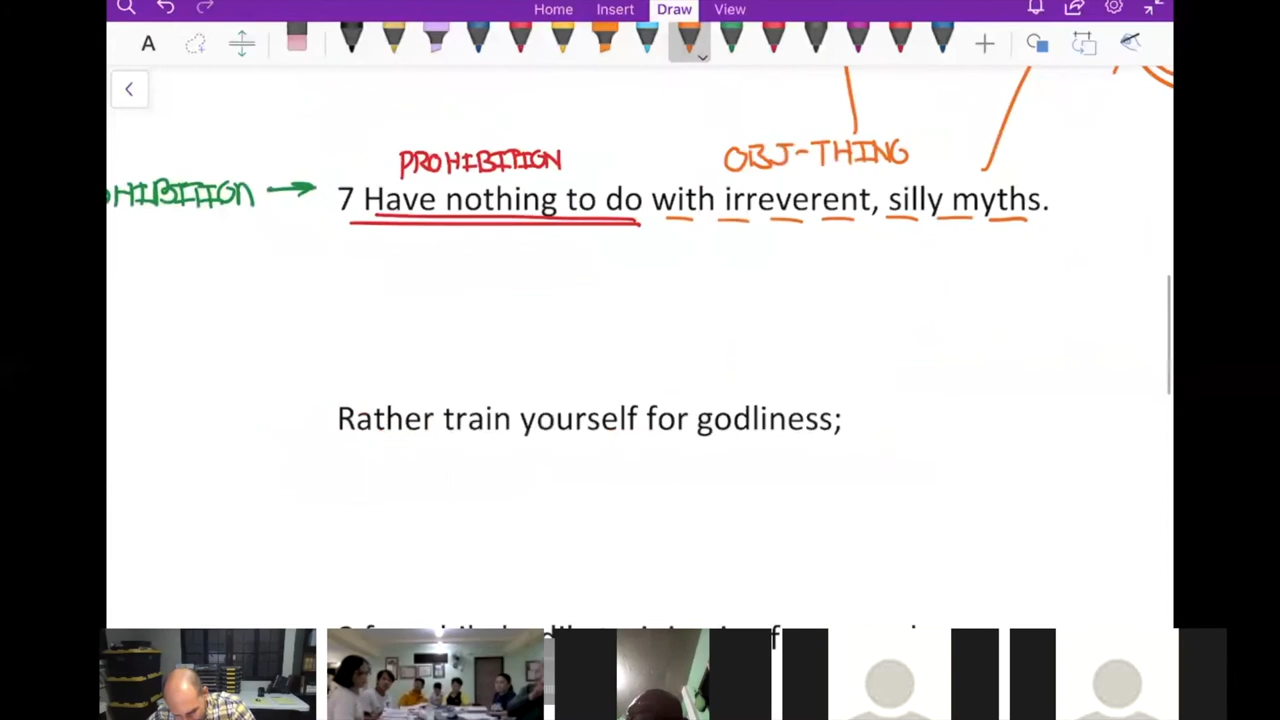 Home Insert Draw View
A
PROHIBITION OBJ-THING
HIBITION → 7 Have nothing to do with irreverent, silly myths.
Rather train yourself for godliness;